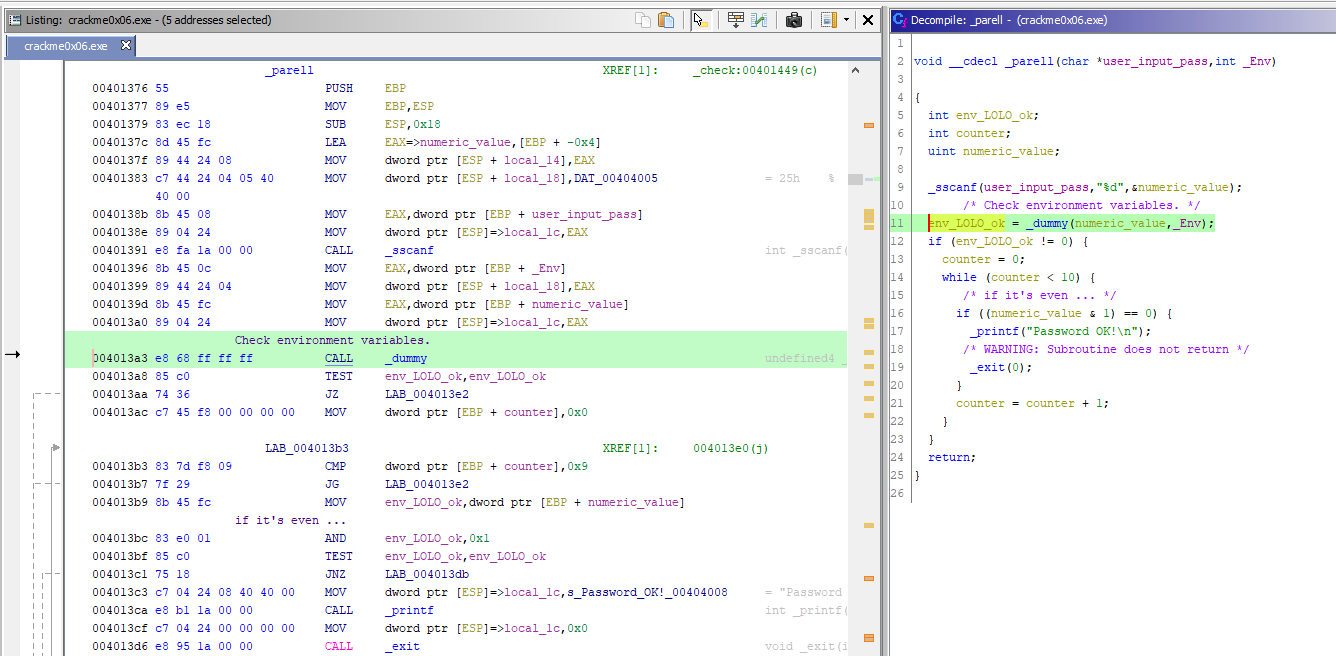 Listing: crackme0x06.exe - (5 addresses selected)
crackme0x06.exe
_parell XREF[1]: _check:00401449(c)
00401376 55 PUSH EBP
00401377 89 e5 MOV EBP,ESP
00401379 83 ec 18 SUB ESP,0x18
0040137c 8d 45 fc LEA EAX=>numeric_value,[EBP + -0x4]
0040137f 89 44 24 08 MOV dword ptr [ESP + local_14],EAX
00401383 c7 44 24 04 05 40 MOV dword ptr [ESP + local_18],DAT_00404005 = 25h %
40 00
0040138b 8b 45 08 MOV EAX,dword ptr [EBP + user_input_pass]
0040138e 89 04 24 MOV dword ptr [ESP]=>local_1c,EAX
00401391 e8 fa 1a 00 00 CALL _sscanf int _sscanf(
00401396 8b 45 0c MOV EAX,dword ptr [EBP + _Env]
00401399 89 44 24 04 MOV dword ptr [ESP + local_18],EAX
0040139d 8b 45 fc MOV EAX,dword ptr [EBP + numeric_value]
004013a0 89 04 24 MOV dword ptr [ESP]=>local_1c,EAX
Check environment variables.
004013a3 e8 68 ff ff ff CALL _dummy undefined4 _
004013a8 85 c0 TEST env_LOLO_ok,env_LOLO_ok
004013aa 74 36 JZ LAB_004013e2
004013ac c7 45 f8 00 00 00 00 MOV dword ptr [EBP + counter],0x0
LAB_004013b3 XREF[1]: 004013e0(j)
004013b3 83 7d f8 09 CMP dword ptr [EBP + counter],0x9
004013b7 7f 29 JG LAB_004013e2
004013b9 8b 45 fc MOV env_LOLO_ok,dword ptr [EBP + numeric_value]
if it's even ...
004013bc 83 e0 01 AND env_LOLO_ok,0x1
004013bf 85 c0 TEST env_LOLO_ok,env_LOLO_ok
004013c1 75 18 JNZ LAB_004013db
004013c3 c7 04 24 08 40 40 00 MOV dword ptr [ESP]=>local_1c,s_Password_OK!_00404008 = "Password
004013ca e8 b1 1a 00 00 CALL _printf int _printf(
004013cf c7 04 24 00 00 00 00 MOV dword ptr [ESP]=>local_1c,0x0
004013d6 e8 95 1a 00 00 CALL _exit void _exit(i
Decompile: _parell - (crackme0x06.exe)
1
2 void __cdecl _parell(char *user_input_pass,int _Env)
3
4 {
5 int env_LOLO_ok;
6 int counter;
7 uint numeric_value;
8
9 _sscanf(user_input_pass,"%d",&numeric_value);
10 /* Check environment variables. */
11 env_LOLO_ok = _dummy(numeric_value,_Env);
12 if (env_LOLO_ok != 0) {
13 counter = 0;
14 while (counter < 10) {
15 /* if it's even ... */
16 if ((numeric_value & 1) == 0) {
17 _printf("Password OK!\n");
18 /* WARNING: Subroutine does not return */
19 _exit(0);
20 }
21 counter = counter + 1;
22 }
23 }
24 return;
25 }
26